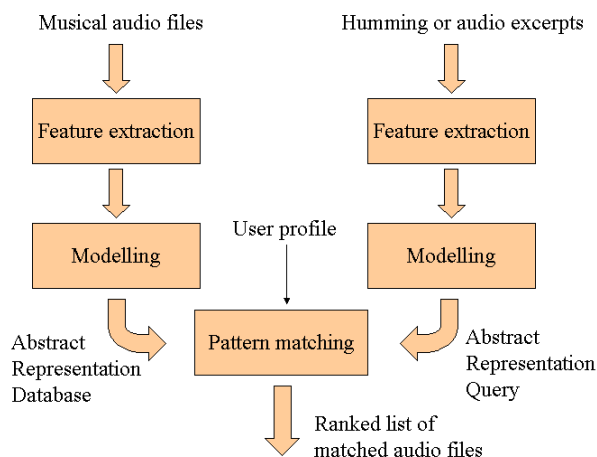 Musical audio files
Humming or audio excerpts
Feature extraction
Feature extraction
Modelling
User profile
Modelling
Abstract
Representation
Database
Pattern matching
Abstract
Representation
Query
Ranked list of
matched audio files